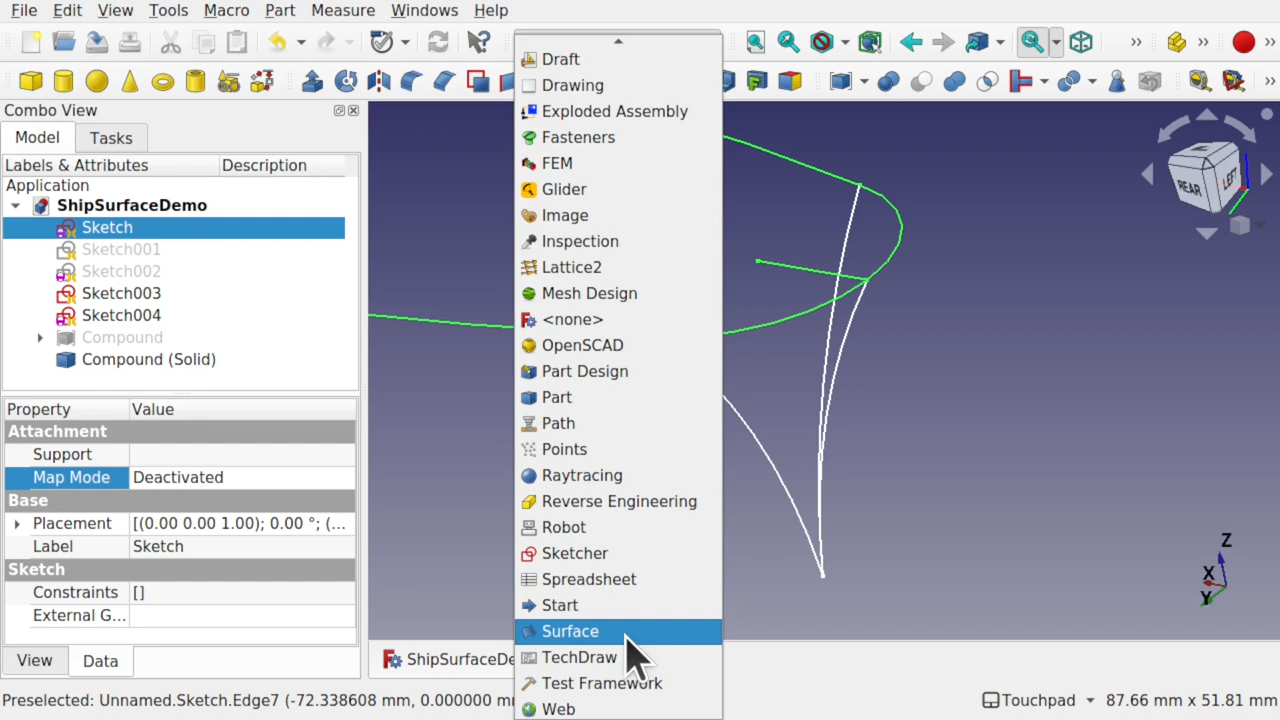 File Edit View Tools Macro Part Measure Windows Help
Combo View
Model Tasks
Labels & Attributes Description
Application
ShipSurfaceDemo
Sketch
Sketch001
Sketch002
Sketch003
Sketch004
Compound
Compound (Solid)
Property Value
Attachment
Support
Map Mode Deactivated
Base
Placement [(0.00 0.00 1.00); 0.00 °; (...
Label Sketch
Sketch
Constraints []
External G...
View Data
Draft
Drawing
Exploded Assembly
Fasteners
FEM
Glider
Image
Inspection
Lattice2
Mesh Design
<none>
OpenSCAD
Part Design
Part
Path
Points
Raytracing
Reverse Engineering
Robot
Sketcher
Spreadsheet
Start
Surface
TechDraw
Test Framework
Web
REAR LEFT
Z
X
Y
ShipSurfaceDe
Preselected: Unnamed.Sketch.Edge7 (-72.338608 mm, 0.000000 m
Touchpad 87.66 mm x 51.81 mm